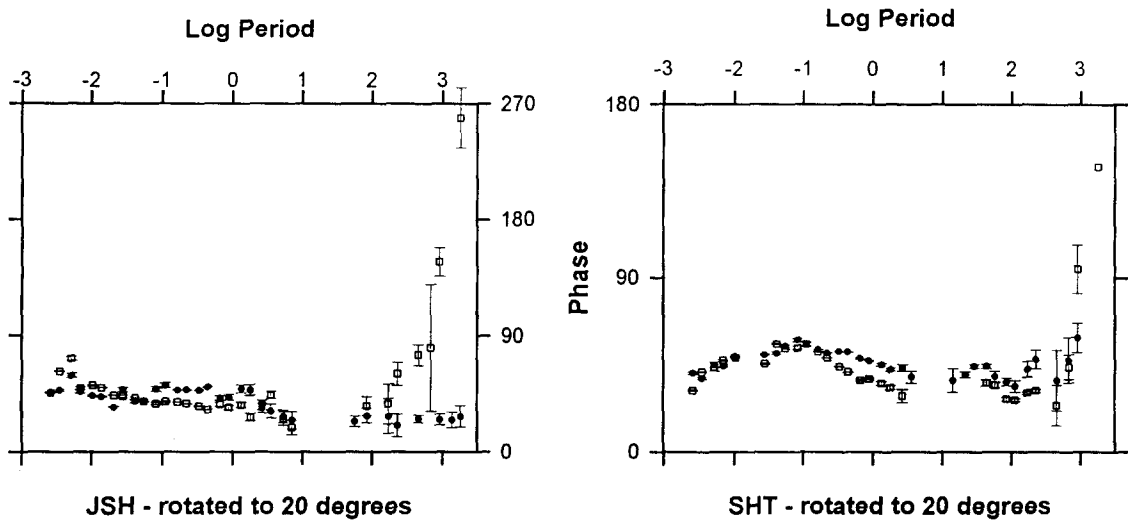 Log Period
-3 -2 -1 0 1 2 3
270
180
90
0
JSH - rotated to 20 degrees
Log Period
-3 -2 -1 0 1 2 3
180
90
0
Phase
SHT - rotated to 20 degrees